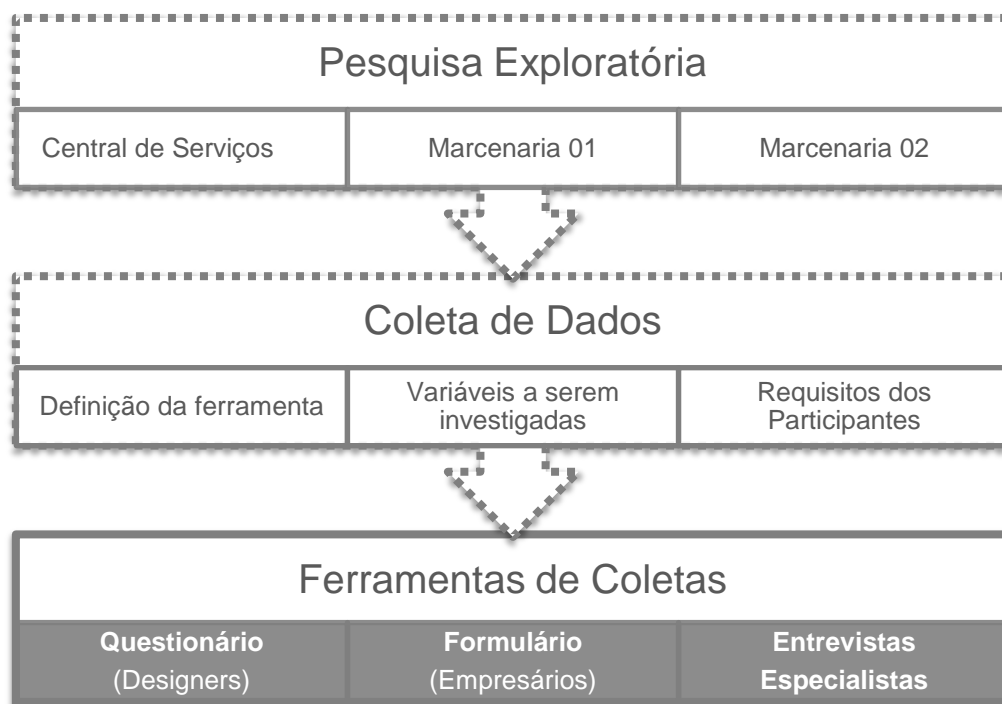 Pesquisa Exploratória
Central de Serviços
Marcenaria 01
Marcenaria 02
Coleta de Dados
Definição da ferramenta
Variáveis a serem
investigadas
Requisitos dos
Participantes
Ferramentas de Coletas
Questionário
(Designers)
Formulário
(Empresários)
Entrevistas
Especialistas